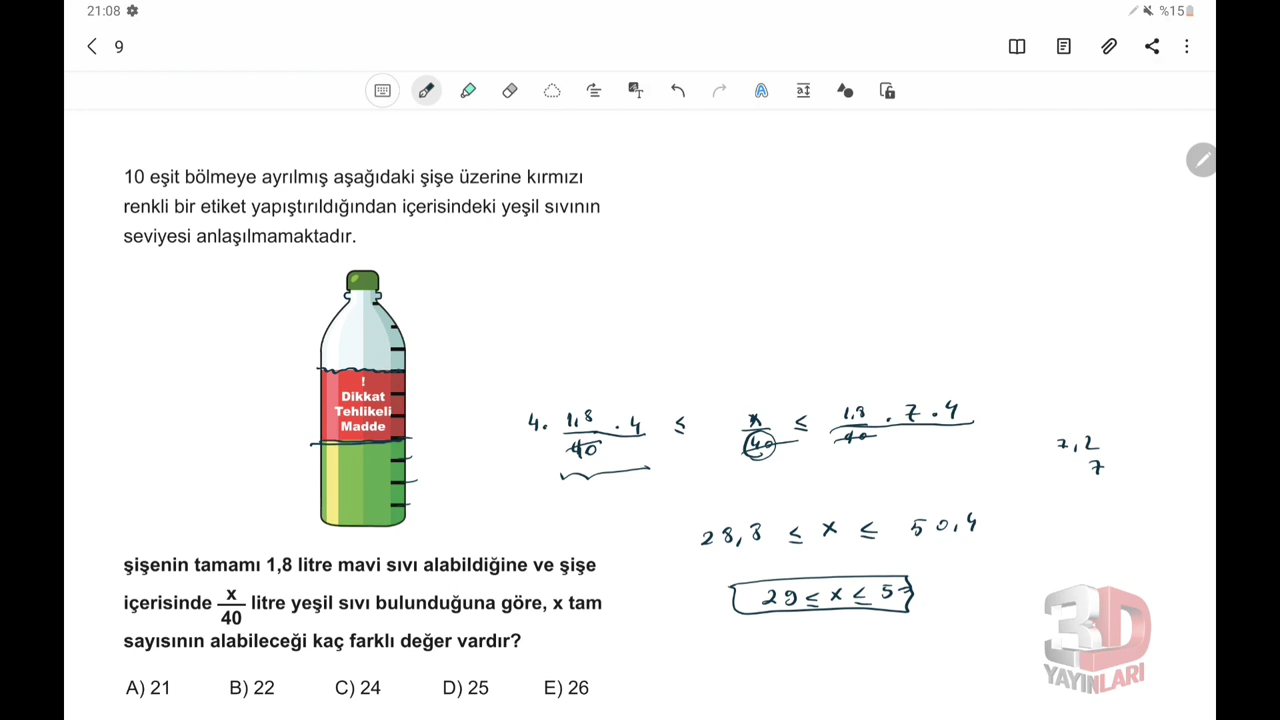 21:08
%15
9
10 eşit bölmeye ayrılmış aşağıdaki şişe üzerine kırmızı
renkli bir etiket yapıştırıldığından içerisindeki yeşil sıvının
seviyesi anlaşılmamaktadır.
!
Dikkat
Tehlikeli
Madde
4. 1,8/40 . 4 ≤ x/40 ≤ 1,8/40 . 7 . 4
7,2
7
28,8 ≤ x ≤ 50,4
29 ≤ x ≤ 5
şişenin tamamı 1,8 litre mavi sıvı alabildiğine ve şişe
içerisinde x/40 litre yeşil sıvı bulunduğuna göre, x tam
sayısının alabileceği kaç farklı değer vardır?
A) 21 B) 22 C) 24 D) 25 E) 26
3D
YAYINLARI